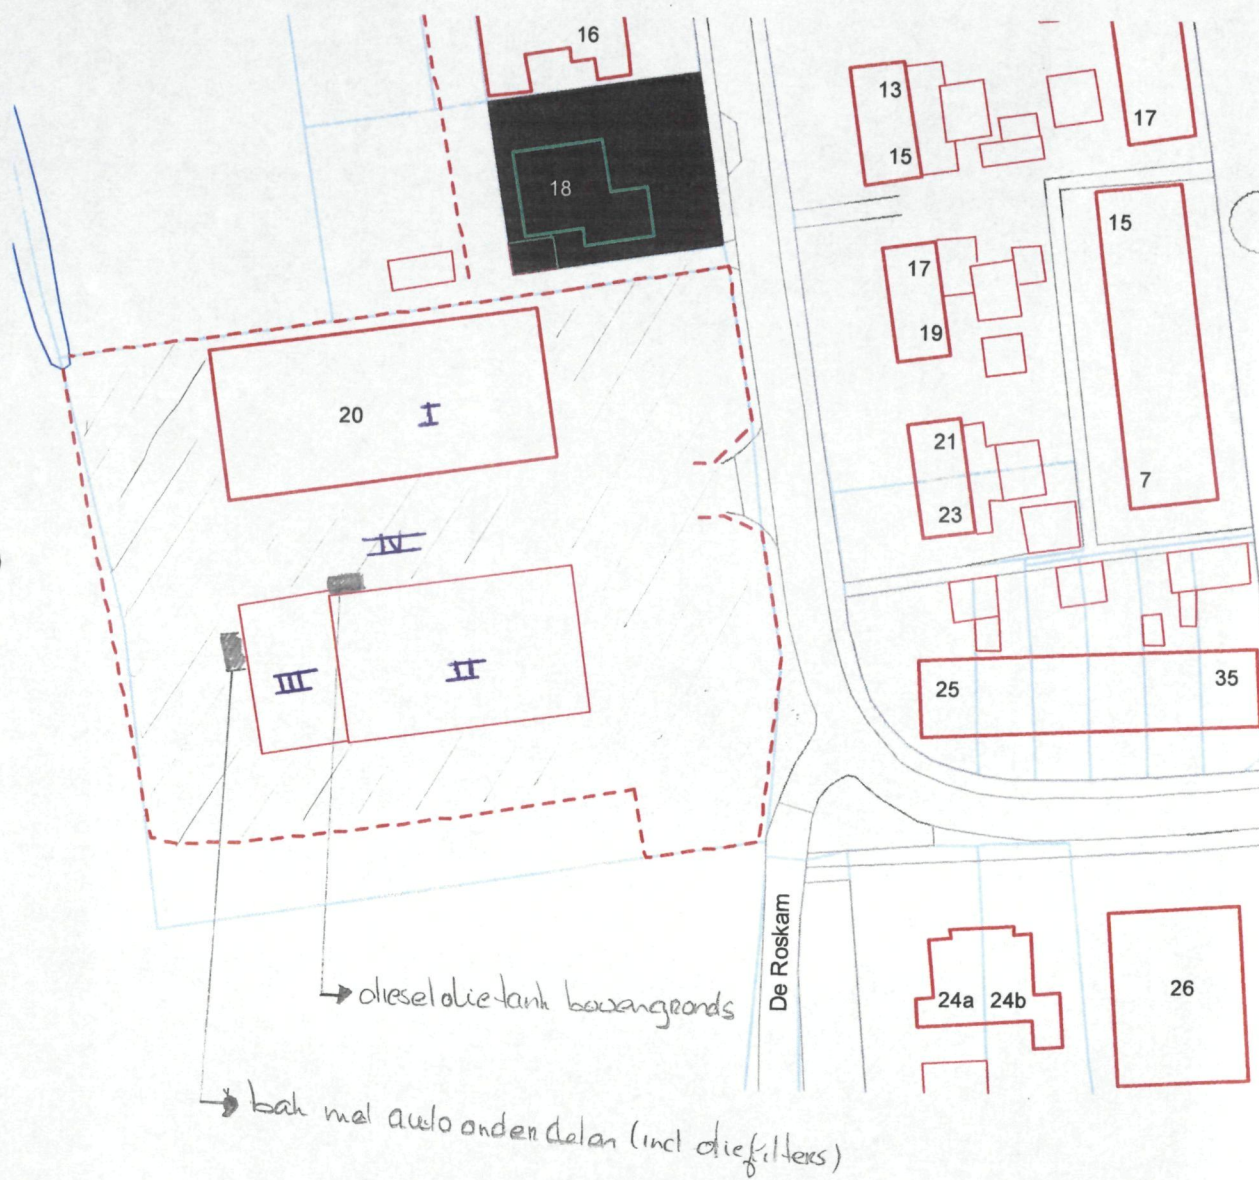 16
13
15
17
18
15
17
19
20 I
21
23
7
IV
III II
25 35
De Roskam
24a 24b
26
dieselolietank bovengronds
bak met auto onderdelen (incl oliefilters)